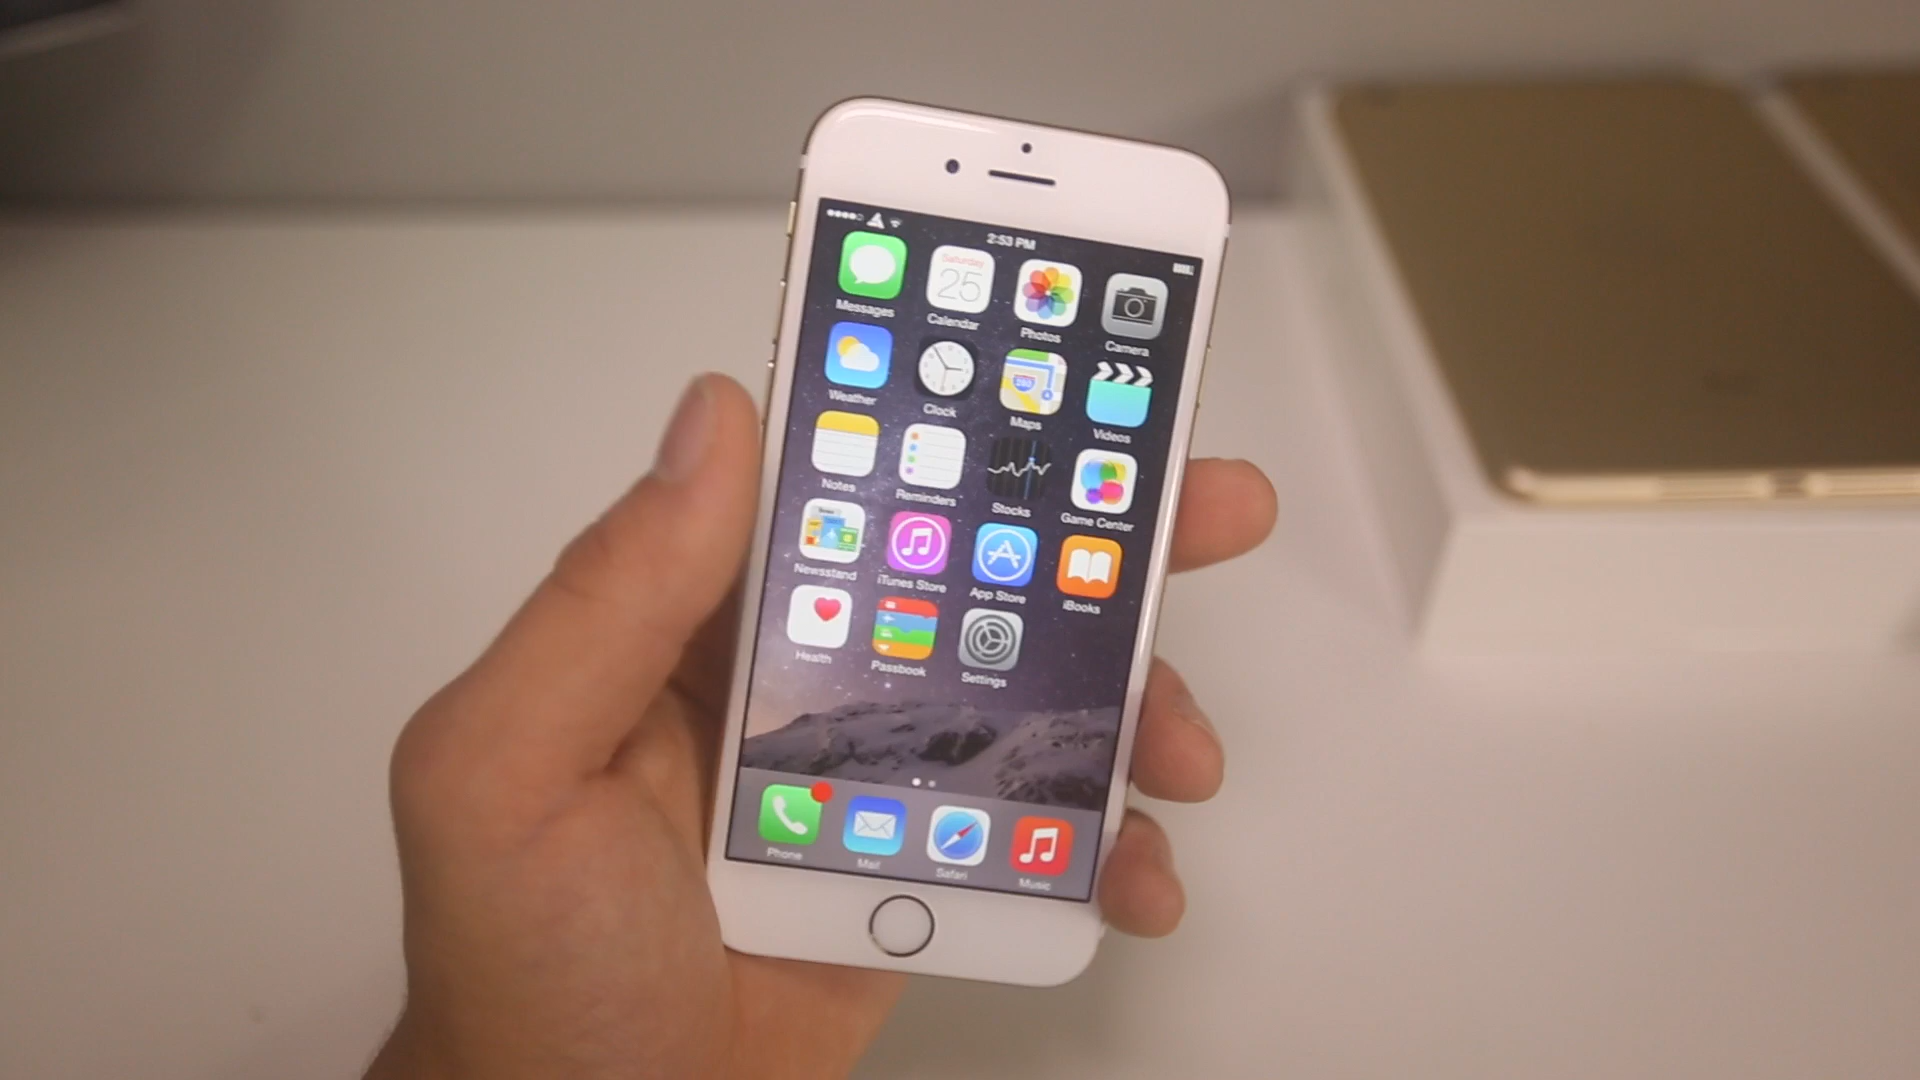 2:53 PM
Saturday
25
Messages
Calendar
Photos
Camera
280
Weather
Clock
Maps
Videos
Notes
Reminders
Stocks
Game Center
Newsstand
iTunes Store
App Store
iBooks
Health
Passbook
Settings
Phone
Mail
Safari
Music